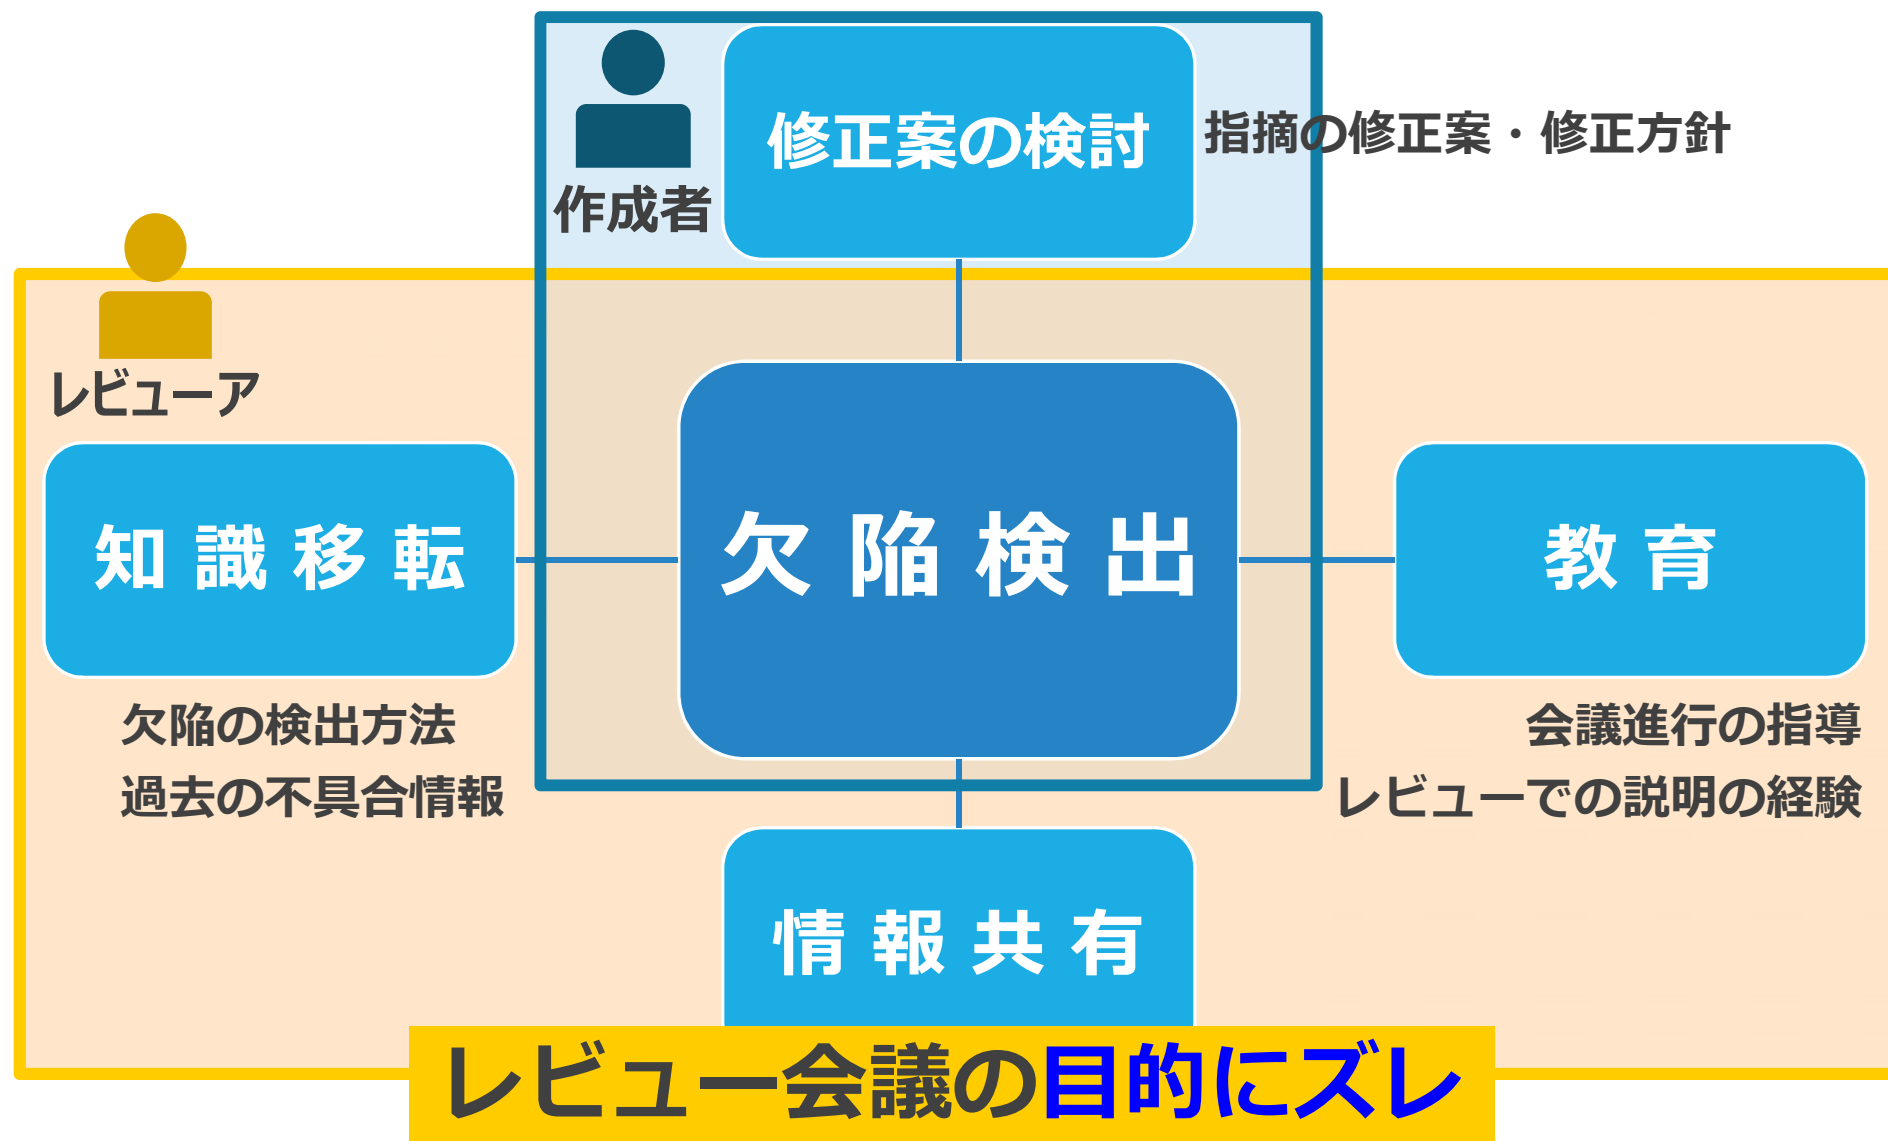 修正案の検討
指摘の修正案・修正方針
作成者
レビューア
知識移転
欠陥検出
教育
欠陥の検出方法
過去の不具合情報
会議進行の指導
レビューでの説明の経験
情報共有
レビュー会議の目的にズレ